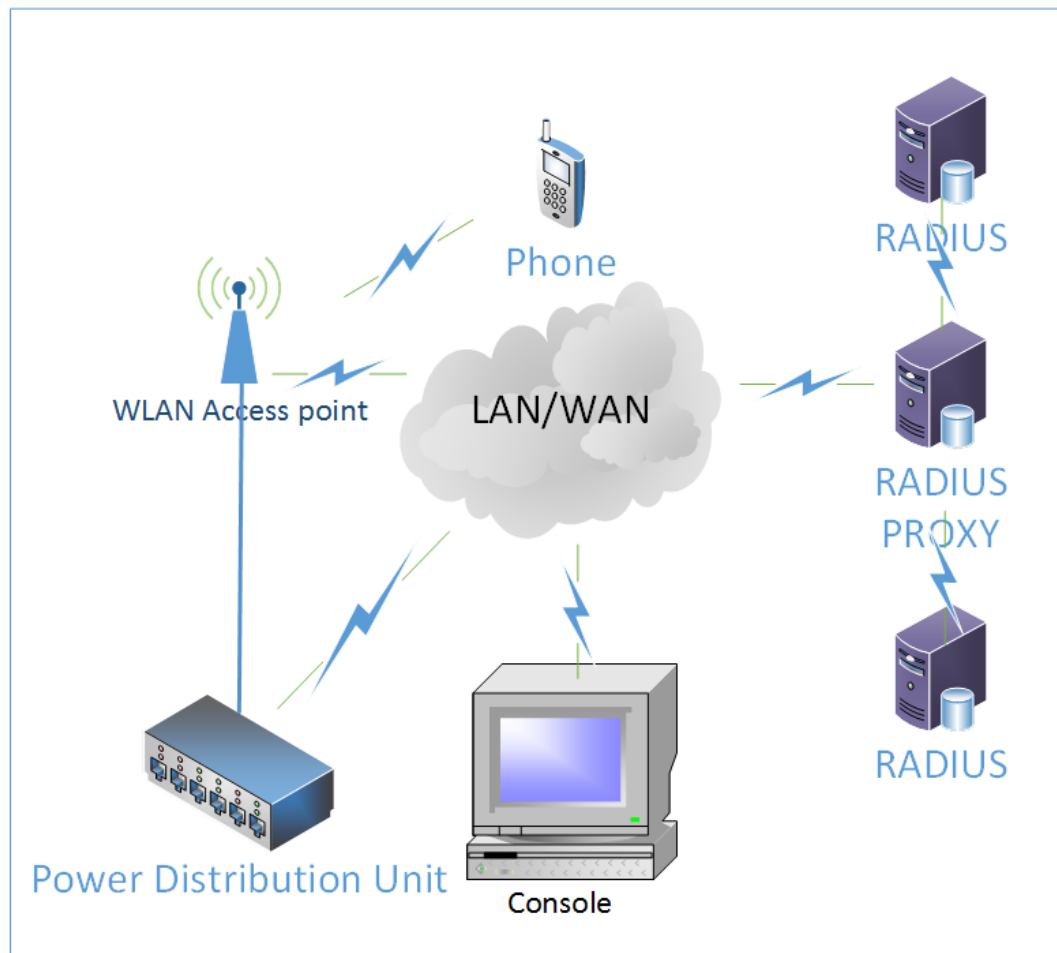 RADIUS
Phone
WLAN Access point
LAN/WAN
RADIUS
PROXY
RADIUS
Power Distribution Unit
Console